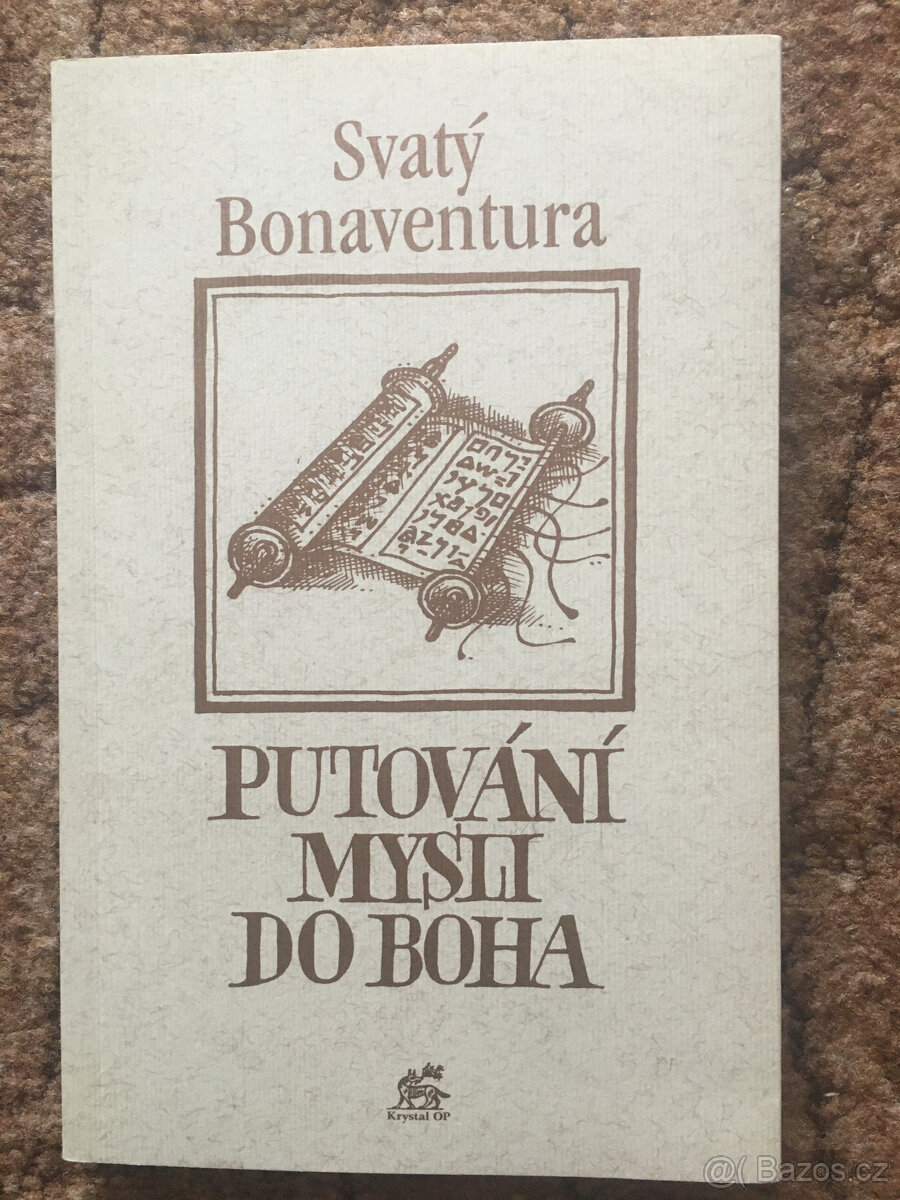 Svatý
Bonaventura
PUTOVÁNÍ
MYSLI
DO BOHA
Krystal OP
@( Bazos.cz